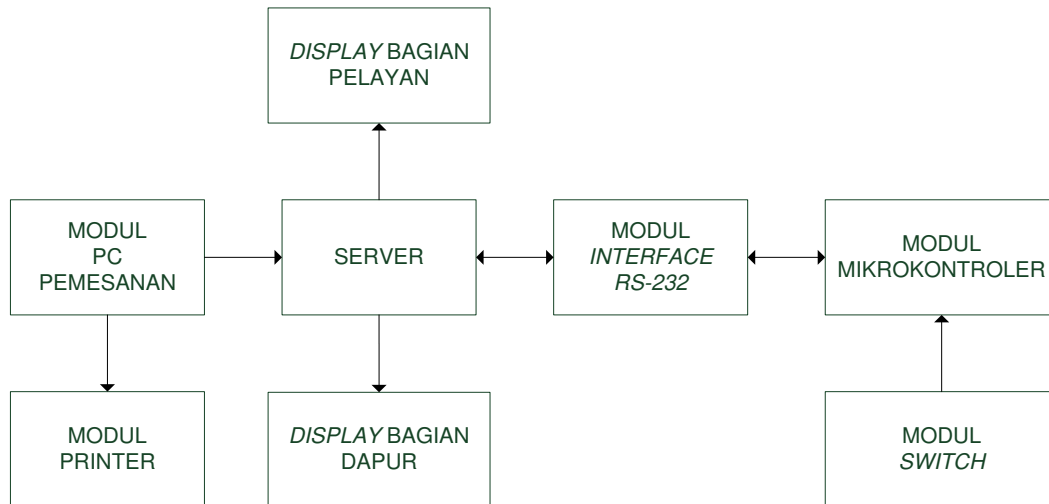 DISPLAY BAGIAN
PELAYAN
MODUL
PC
PEMESANAN
SERVER
MODUL
INTERFACE
RS-232
MODUL
MIKROKONTROLER
MODUL
PRINTER
DISPLAY BAGIAN
DAPUR
MODUL
SWITCH